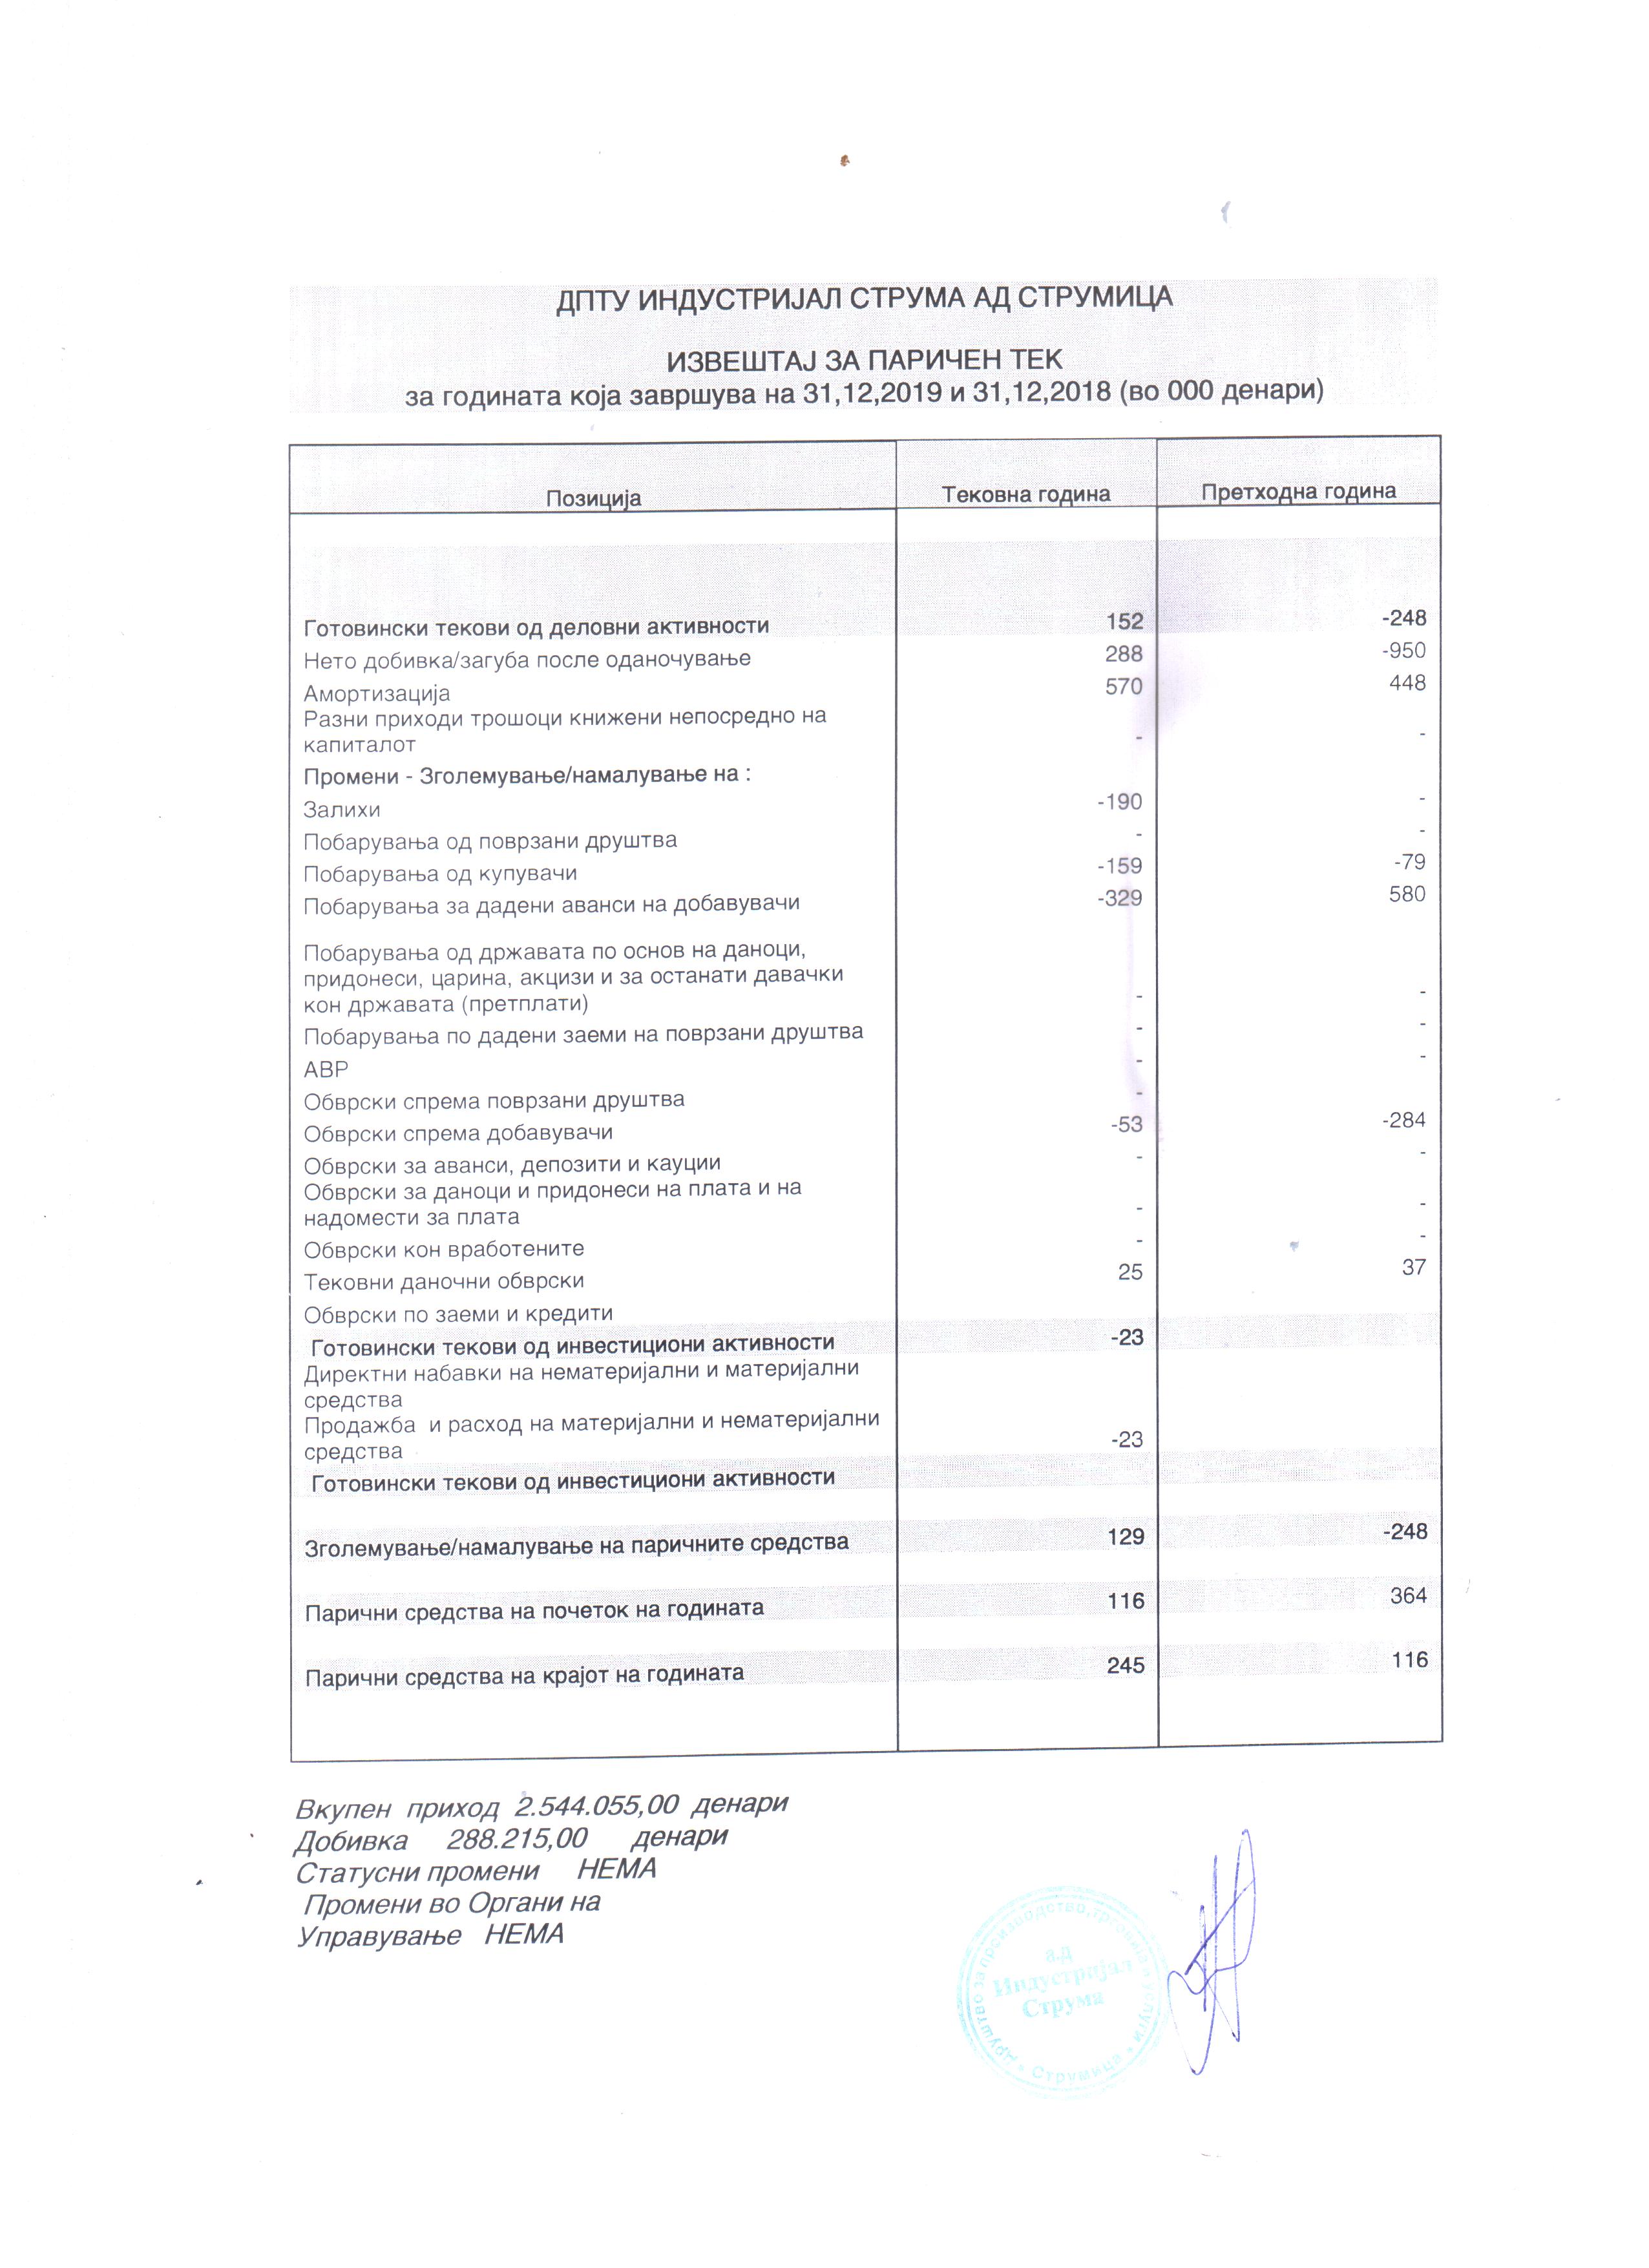 ДПТУ ИНДУСТРИЈАЛ СТРУМА АД СТРУМИЦА
ИЗВЕШТАЈ ЗА ПАРИЧЕН ТЕК
за годината која завршува на 31,12,2019 и 31,12,2018 (во 000 денари)
Позиција Тековна година Претходна година
Готовински текови од деловни активности 152 -248
Нето добивка/загуба после оданочување 288 -950
Амортизација 570 448
Разни приходи трошоци книжени непосредно на
капиталот - -
Промени - Зголемување/намалување на :
Залихи -190 -
Побарувања од поврзани друштва - -
Побарувања од купувачи -159 -79
Побарувања за дадени аванси на добавувачи -329 580
Побарувања од државата по основ на даноци,
придонеси, царина, акцизи и за останати давачки
кон државата (претплати) - -
Побарувања по дадени заеми на поврзани друштва - -
АВР - -
Обврски спрема поврзани друштва -
Обврски спрема добавувачи -53 -284
Обврски за аванси, депозити и кауции - -
Обврски за даноци и придонеси на плата и на
надомести за плата - -
Обврски кон вработените - -
Тековни даночни обврски 25 37
Обврски по заеми и кредити
Готовински текови од инвестициони активности -23
Директни набавки на нематеријални и материјални
средства
Продажба и расход на материјални и нематеријални
средства -23
Готовински текови од инвестициони активности
Зголемување/намалување на паричните средства 129 -248
Парични средства на почеток на годината 116 364
Парични средства на крајот на годината 245 116
Вкупен приход 2.544.055,00 денари
Добивка 288.215,00 денари
Статусни промени НЕМА
Промени во Органи на
Управување НЕМА
Друштво за производство, трговија и услуги • Струмица •
а.д
Индустријал
Струма